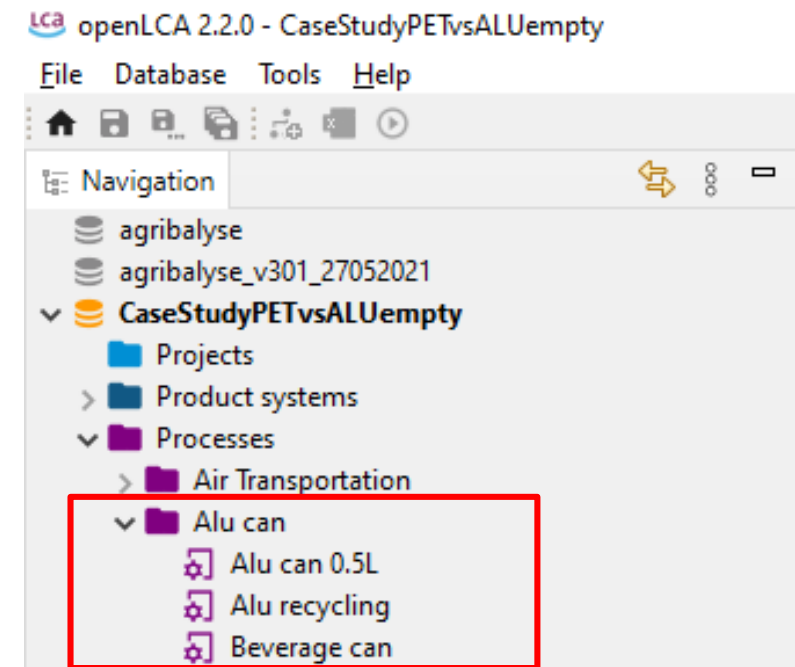 LCa openLCA 2.2.0 - CaseStudyPETvsALUempty
File Database Tools Help
Navigation
agribalyse
agribalyse_v301_27052021
CaseStudyPETvsALUempty
Projects
Product systems
Processes
Air Transportation
Alu can
Alu can 0.5L
Alu recycling
Beverage can